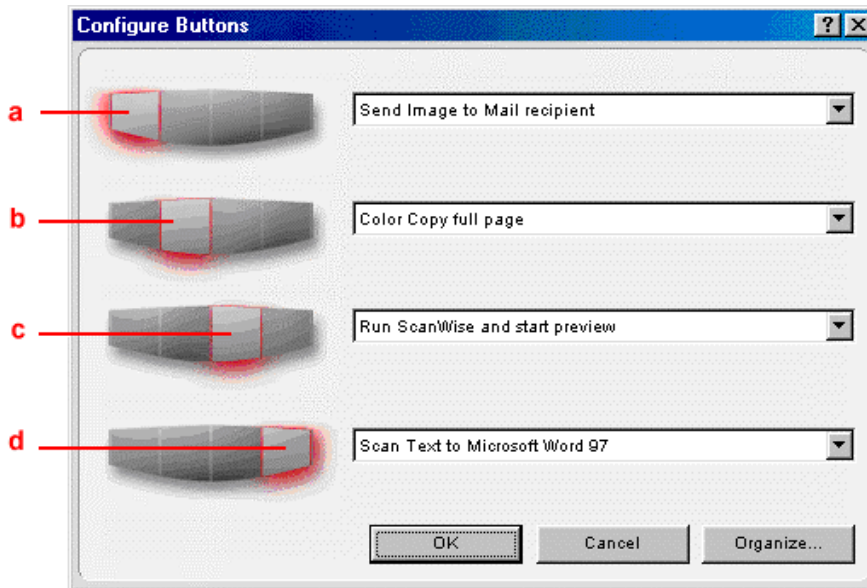 Configure Buttons
a
Send Image to Mail recipient
b
Color Copy full page
c
Run ScanWise and start preview
d
Scan Text to Microsoft Word 97
OK Cancel Organize...